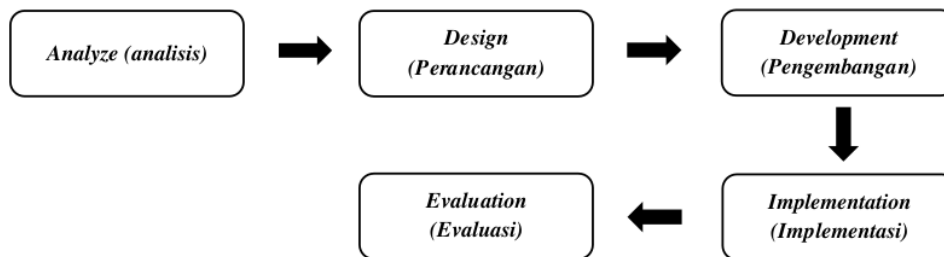 Analyze (analisis)
Design
(Perancangan)
Development
(Pengembangan)
Implementation
(Implementasi)
Evaluation
(Evaluasi)